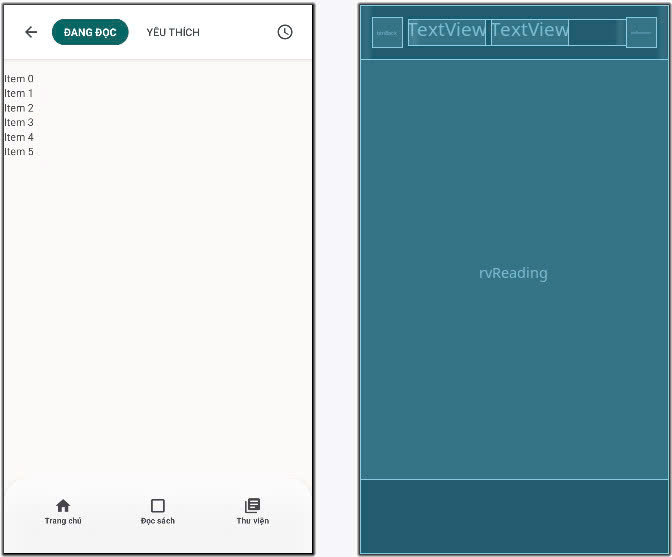 ĐANG ĐỌC YÊU THÍCH
Item 0
Item 1
Item 2
Item 3
Item 4
Item 5
Trang chủ Đọc sách Thư viện
TextView TextView
rvReading